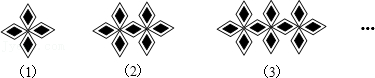 (1) (2) (3) ...